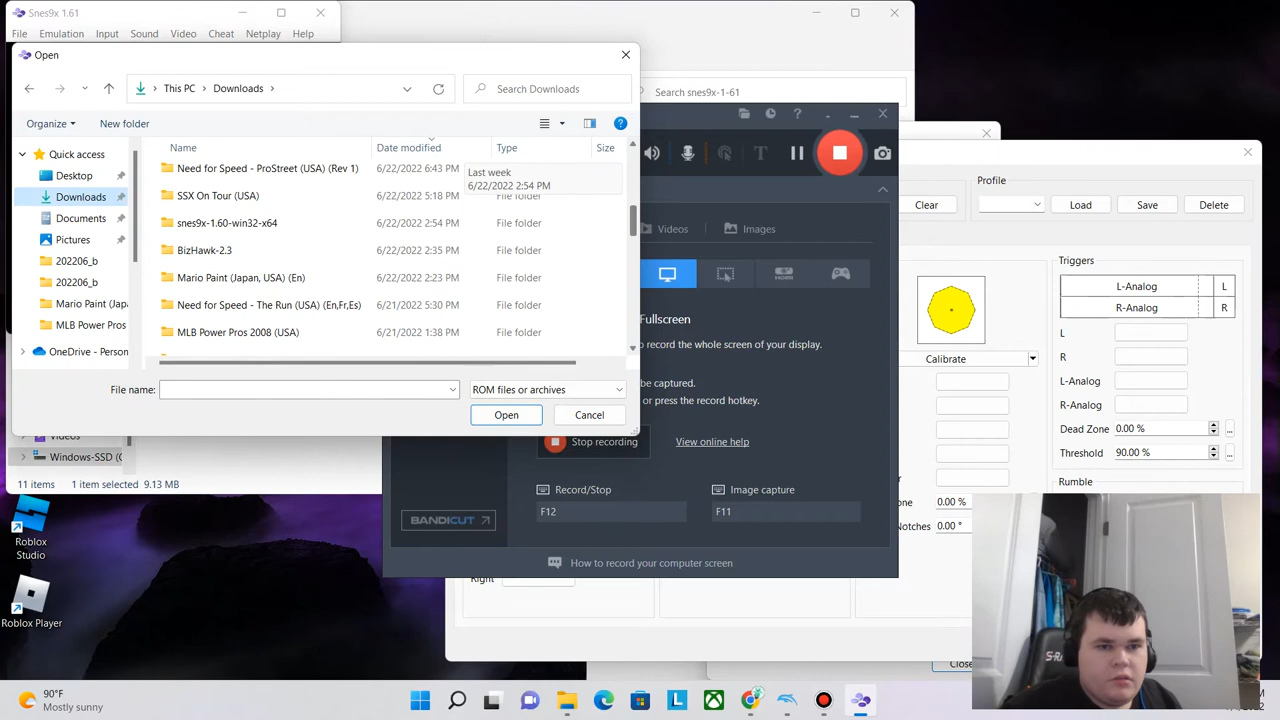 Snes9x 1.61
File Emulation Input Sound Video Cheat Netplay Help
Open
This PC Downloads
Search Downloads
Search snes9x-1-61
Organize New folder
Name Date modified Type Size
Quick access
Desktop
Downloads
Documents
Pictures
202206_b
202206_b
Mario Paint (Jap
MLB Power Pros
OneDrive - Person
Need for Speed - ProStreet (USA) (Rev 1) 6/22/2022 6:43 PM
Last week
6/22/2022 2:54 PM
SSX On Tour (USA) 6/22/2022 5:18 PM File folder
snes9x-1.60-win32-x64 6/22/2022 2:54 PM File folder
BizHawk-2.3 6/22/2022 2:35 PM File folder
Mario Paint (Japan, USA) (En) 6/22/2022 2:23 PM File folder
Need for Speed - The Run (USA) (En,Fr,Es) 6/21/2022 5:30 PM File folder
MLB Power Pros 2008 (USA) 6/21/2022 1:38 PM File folder
File name:
ROM files or archives
Open Cancel
Windows-SSD (
11 items 1 item selected 9.13 MB
Videos Images
Fullscreen
o record the whole screen of your display.
be captured.
or press the record hotkey.
Stop recording View online help
Record/Stop Image capture
F12 F11
BANDICUT
How to record your computer screen
Right
Profile
Clear Load Save Delete
Triggers
L-Analog L
R-Analog R
L
R
L-Analog
R-Analog
Calibrate
Dead Zone 0.00 % ...
Threshold 90.00 % ...
Rumble
one 0.00 %
Notches 0.00 °
Close
Roblox
Studio
Roblox
Player
90°F
Mostly sunny